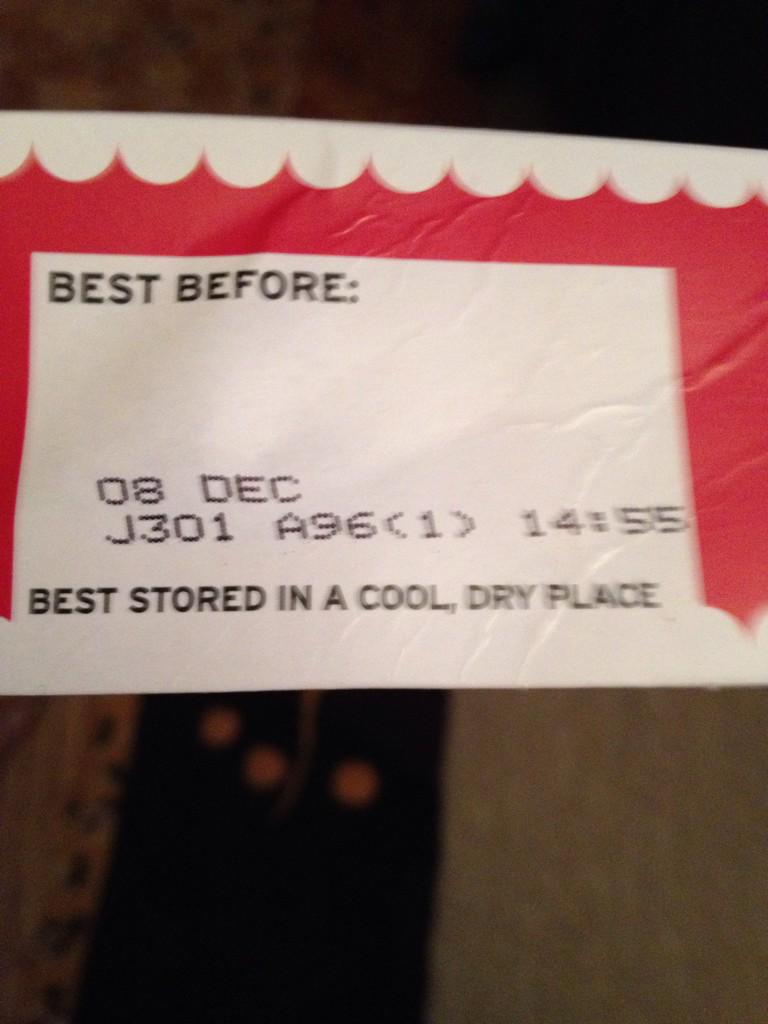 BEST BEFORE:
08 DEC
J301 A96(1) 14:55
BEST STORED IN A COOL, DRY PLACE